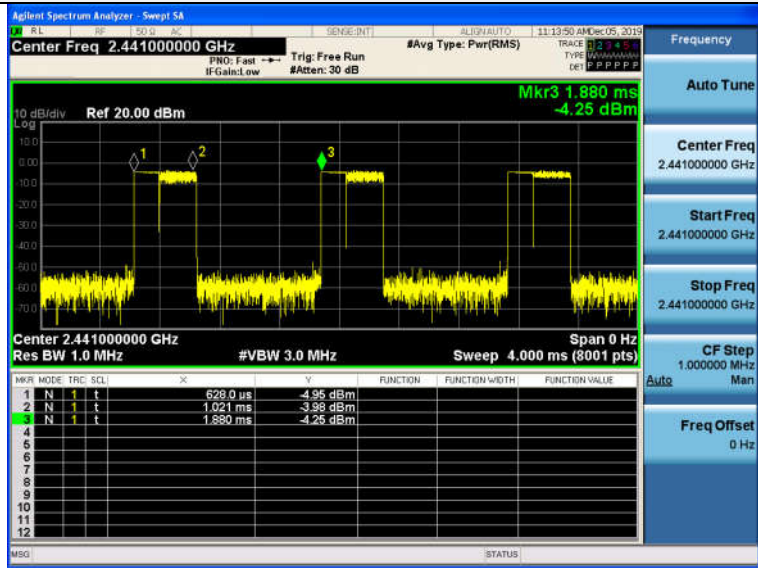 Agilent Spectrum Analyzer - Swept SA
RL RF 50 Ω AC SENSE:INT ALIGN AUTO 11:13:50 AM Dec 05, 2019
Center Freq 2.441000000 GHz #Avg Type: Pwr(RMS) TRACE 1 2 3 4 5 6
PNO: Fast Trig: Free Run TYPE
IFGain:Low #Atten: 30 dB DET P P P P P P
Mkr3 1.880 ms
10 dB/div Ref 20.00 dBm -4.25 dBm
Log
10.0
0.00
-10.0
-20.0
-30.0
-40.0
-50.0
-60.0
-70.0
1
2
3
Center 2.441000000 GHz Span 0 Hz
Res BW 1.0 MHz #VBW 3.0 MHz Sweep 4.000 ms (8001 pts)
MKR MODE TRC SCL X Y FUNCTION FUNCTION WIDTH FUNCTION VALUE
1 N 1 t 628.0 µs -4.95 dBm
2 N 1 t 1.021 ms -3.98 dBm
3 N 1 t 1.880 ms -4.25 dBm
4
5
6
7
8
9
10
11
12
MSG STATUS
Frequency
Auto Tune
Center Freq
2.441000000 GHz
Start Freq
2.441000000 GHz
Stop Freq
2.441000000 GHz
CF Step
1.000000 MHz
Auto Man
Freq Offset
0 Hz